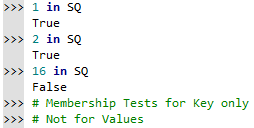 >>> 1 in SQ
True
>>> 2 in SQ
True
>>> 16 in SQ
False
>>> # Membership Tests for Key only
>>> # Not for Values